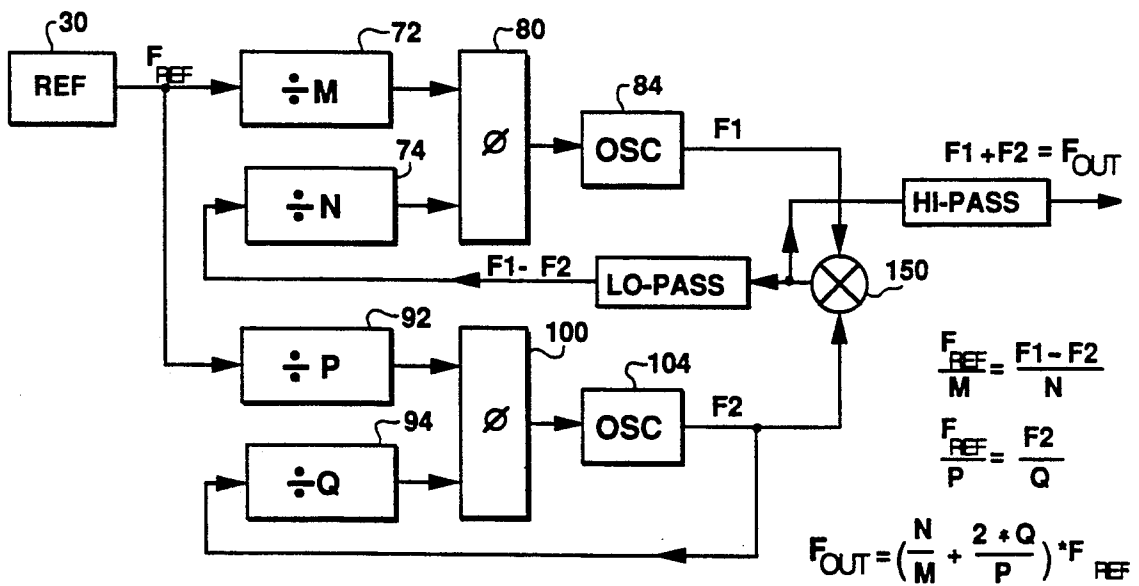 30
REF
F_REF
72
÷ M
74
÷ N
80
ø
84
OSC
F1
F1+F2 = F_OUT
HI-PASS
F1- F2
LO-PASS
150
92
÷ P
94
÷ Q
100
ø
104
OSC
F2
F_REF/M = F1-F2/N
F_REF/P = F2/Q
F_OUT = (N/M + 2*Q/P) *F_REF